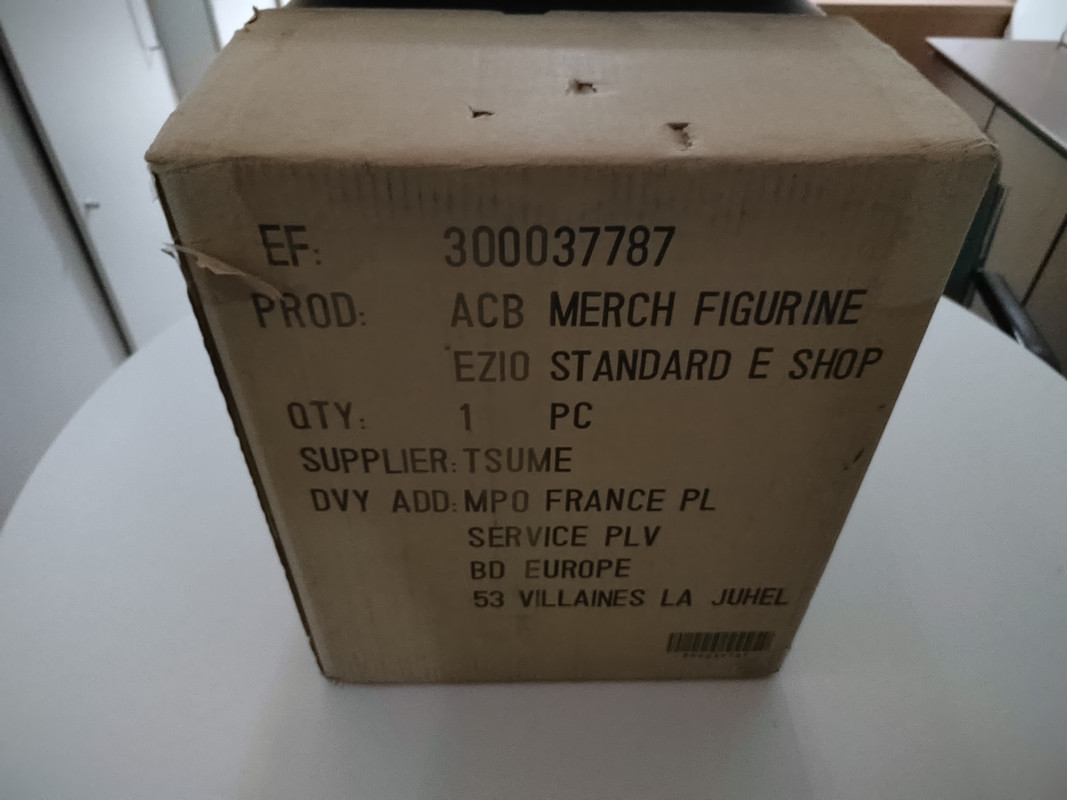 EF: 300037787
PROD: ACB MERCH FIGURINE
EZIO STANDARD E SHOP
QTY: 1 PC
SUPPLIER: TSUME
DVY ADD: MPO FRANCE PL
SERVICE PLV
BD EUROPE
53 VILLAINES LA JUHEL